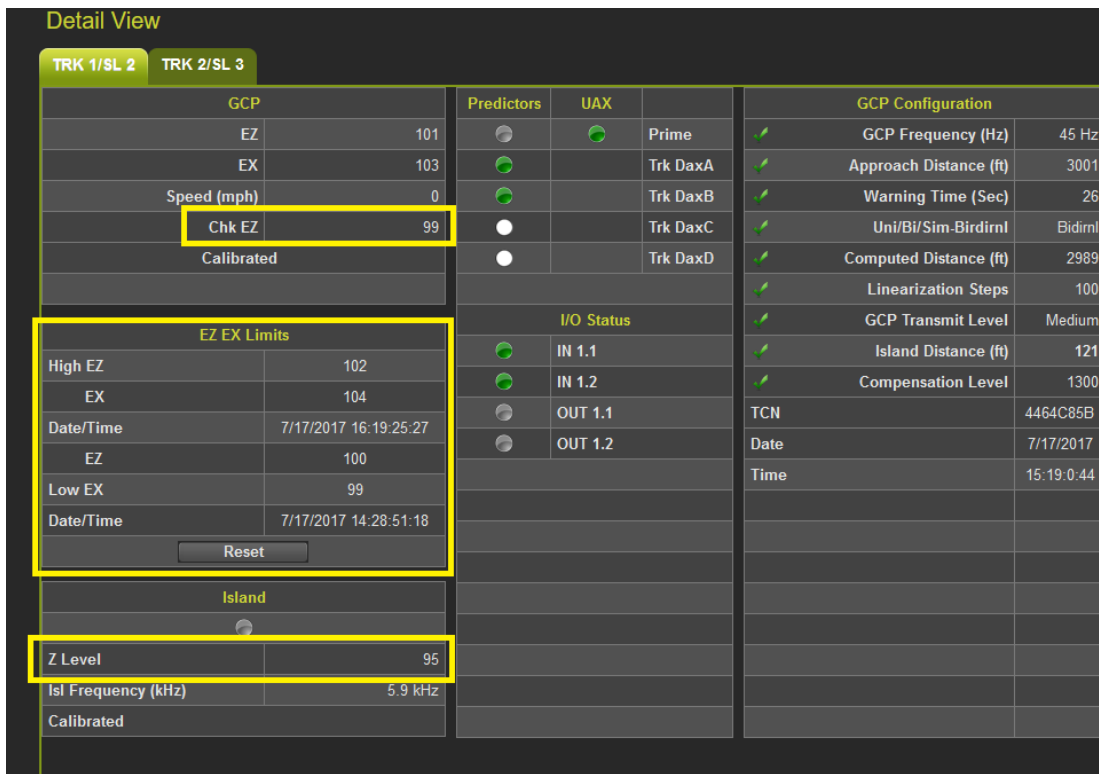 Detail View
TRK 1/SL 2 TRK 2/SL 3
GCP
EZ 101
EX 103
Speed (mph) 0
Chk EZ 99
Calibrated
EZ EX Limits
High EZ 102
EX 104
Date/Time 7/17/2017 16:19:25:27
EZ 100
Low EX 99
Date/Time 7/17/2017 14:28:51:18
Reset
Island
Z Level 95
Isl Frequency (kHz) 5.9 kHz
Calibrated
Predictors UAX
Prime
Trk DaxA
Trk DaxB
Trk DaxC
Trk DaxD
I/O Status
IN 1.1
IN 1.2
OUT 1.1
OUT 1.2
GCP Configuration
GCP Frequency (Hz) 45 Hz
Approach Distance (ft) 3001
Warning Time (Sec) 26
Uni/Bi/Sim-Birdirnl Bidirnl
Computed Distance (ft) 2989
Linearization Steps 100
GCP Transmit Level Medium
Island Distance (ft) 121
Compensation Level 1300
TCN 4464C85B
Date 7/17/2017
Time 15:19:0:44